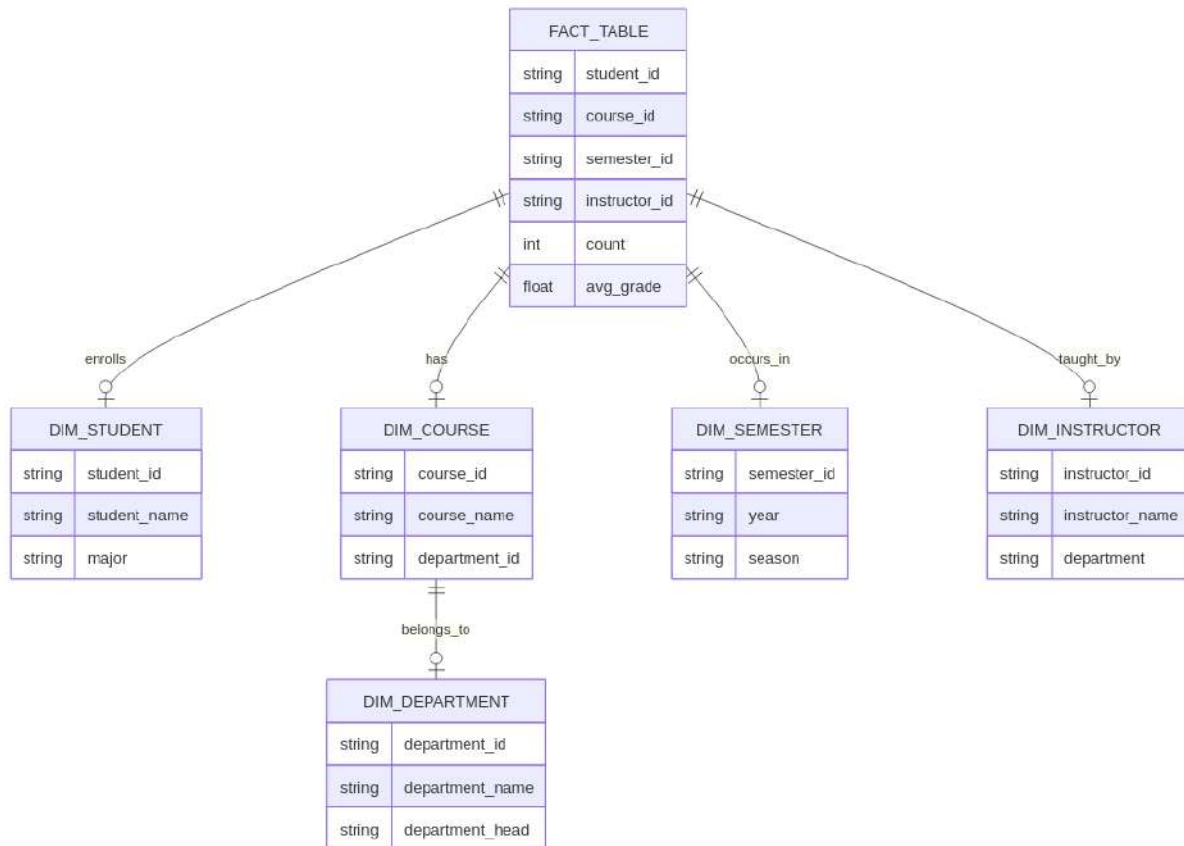 FACT_TABLE
string student_id
string course_id
string semester_id
string instructor_id
int count
float avg_grade
enrolls has occurs_in taught_by
DIM_STUDENT DIM_COURSE DIM_SEMESTER DIM_INSTRUCTOR
string student_id string course_id string semester_id string instructor_id
string student_name string course_name string year string instructor_name
string major string department_id string season string department
belongs_to
DIM_DEPARTMENT
string department_id
string department_name
string department_head